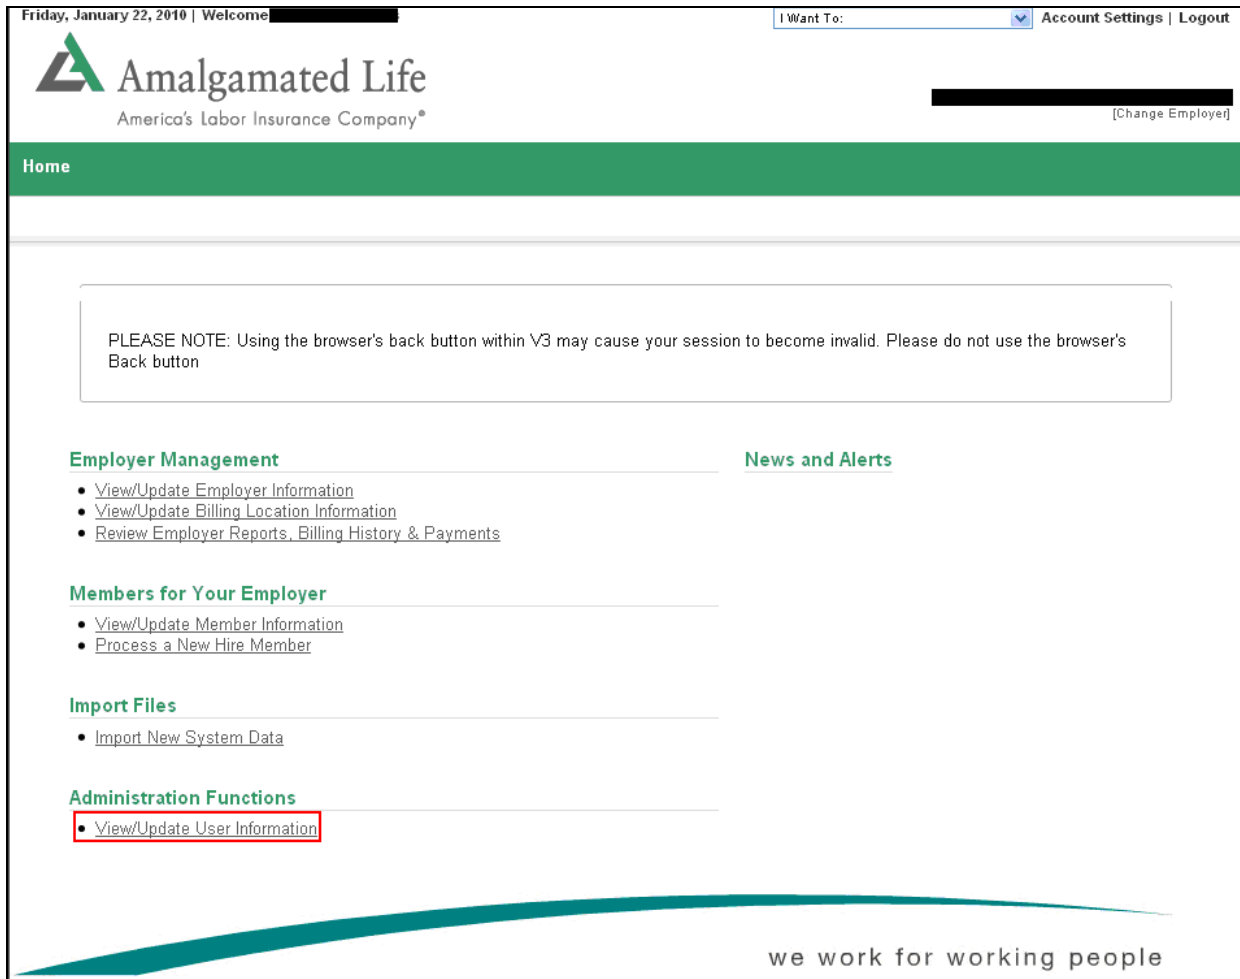 Friday, January 22, 2010 | Welcome
I Want To:
Account Settings | Logout
Amalgamated Life
America's Labor Insurance Company®
[Change Employer]
Home
PLEASE NOTE: Using the browser's back button within V3 may cause your session to become invalid. Please do not use the browser's
Back button
Employer Management
View/Update Employer Information
View/Update Billing Location Information
Review Employer Reports, Billing History & Payments
News and Alerts
Members for Your Employer
View/Update Member Information
Process a New Hire Member
Import Files
Import New System Data
Administration Functions
View/Update User Information
we work for working people